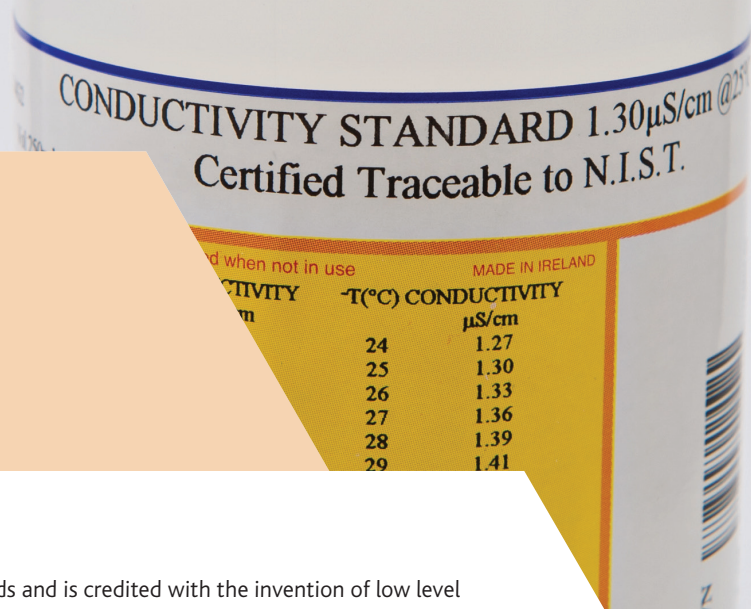 CONDUCTIVITY STANDARD 1.30µS/cm @25
Certified Traceable to N.I.S.T.
when not in use
MADE IN IRELAND
-T(°C) CONDUCTIVITY
µS/cm
24 1.27
25 1.30
26 1.33
27 1.36
28 1.39
29 1.41
and is credited with the invention of low level